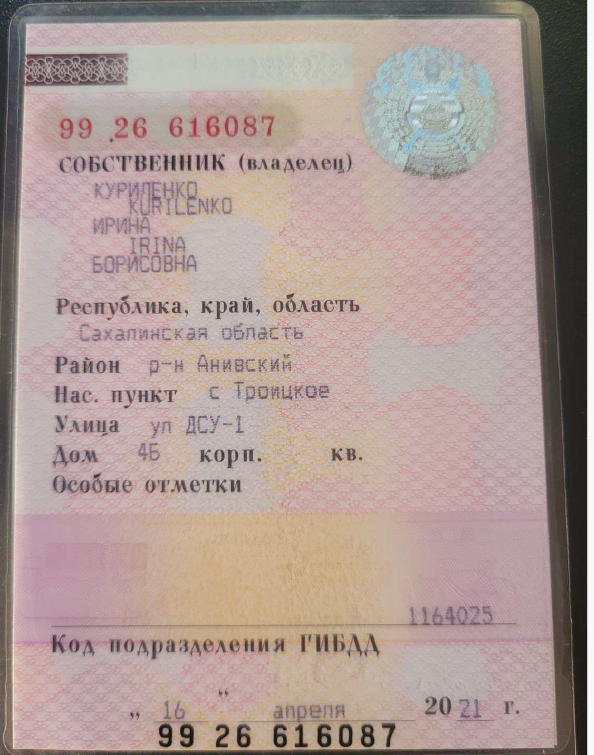 99 26 616087
СОБСТВЕННИК (владелец)
КУРИЛЕНКО
KURILENKO
ИРИНА
IRINA
БОРИСОВНА
Республика, край, область
Сахалинская область
Район р-н Анивский
Нас. пункт с Троицкое
Улица ул ДСУ-1
Дом 4Б корп. кв.
Особые отметки
1164025
Код подразделения ГИБДД
„ 16 “ апреля 20 21 г.
99 26 616087